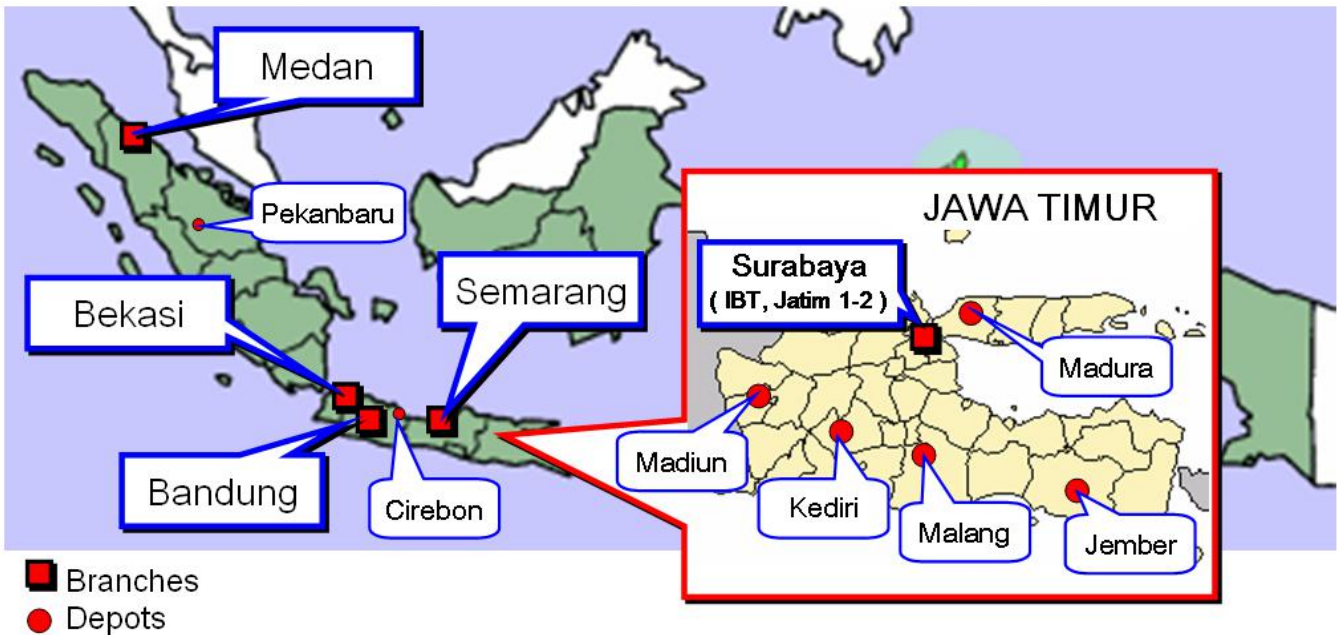 Medan
Pekanbaru
JAWA TIMUR
Surabaya
( IBT, Jatim 1-2 )
Semarang
Bekasi
Madura
Madiun
Bandung
Cirebon
Kediri
Malang
Jember
Branches
Depots